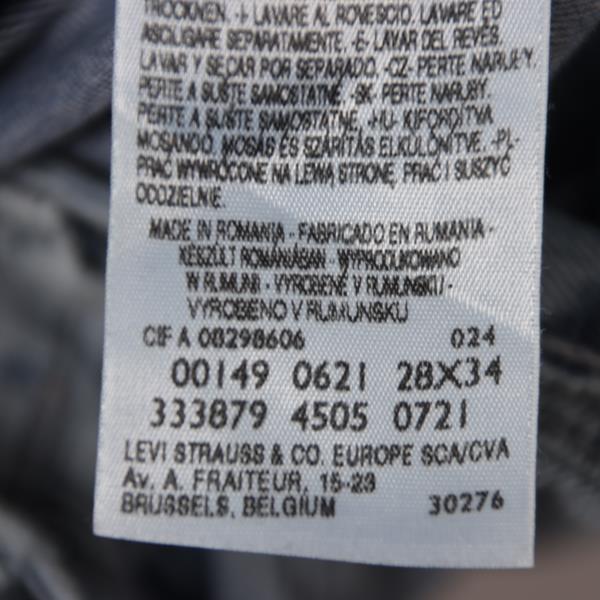 TROCKNEN. -I- LAVARE AL ROVESCIO. LAVARE ED
ASCIUGARE SEPARATAMENTE. -E- LAVAR DEL REVÉS.
LAVAR Y SECAR POR SEPARADO. -CZ- PERTE NARUBY.
PERTE A SUŠTE SAMOSTATNĚ. -SK- PERTE NARUBY.
PERTE A SUŠTE SAMOSTATNE. -HU- KIFORDÍTVA
MOSANDÓ, MOSÁS ÉS SZÁRÍTÁS ELKÜLÖNÍTVE. -PL-
PRAĆ WYWRÓCONE NA LEWĄ STRONĘ, PRAĆ I SUSZYĆ
ODDZIELNIE.
MADE IN ROMANIA - FABRICADO EN RUMANIA -
KÉSZÜLT ROMÁNIÁBAN - WYPRODUKOWANO
W RUMUNII - VYROBENÉ V RUMUNSKU -
VYROBENO V RUMUNSKU
CIF A 08298606 024
00149 0621 28X34
333879 4505 0721
LEVI STRAUSS & CO. EUROPE SCA/CVA
Av. A. FRAITEUR, 15-23
BRUSSELS, BELGIUM 30276